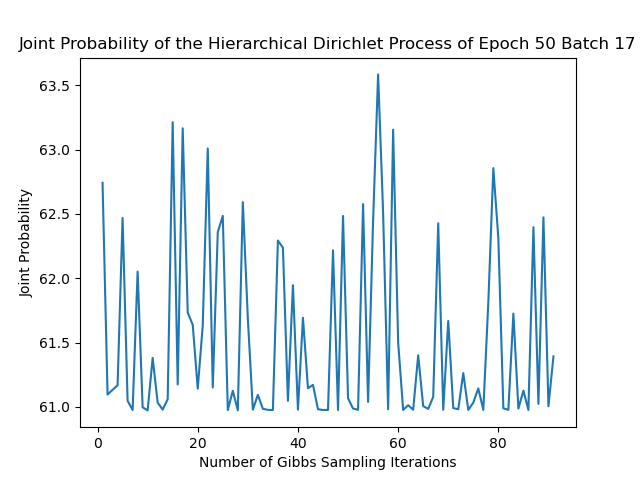 Joint Probability of the Hierarchical Dirichlet Process of Epoch 50 Batch 17
63.5
63.0
62.5
62.0
61.5
61.0
Joint Probability
0 20 40 60 80
Number of Gibbs Sampling Iterations